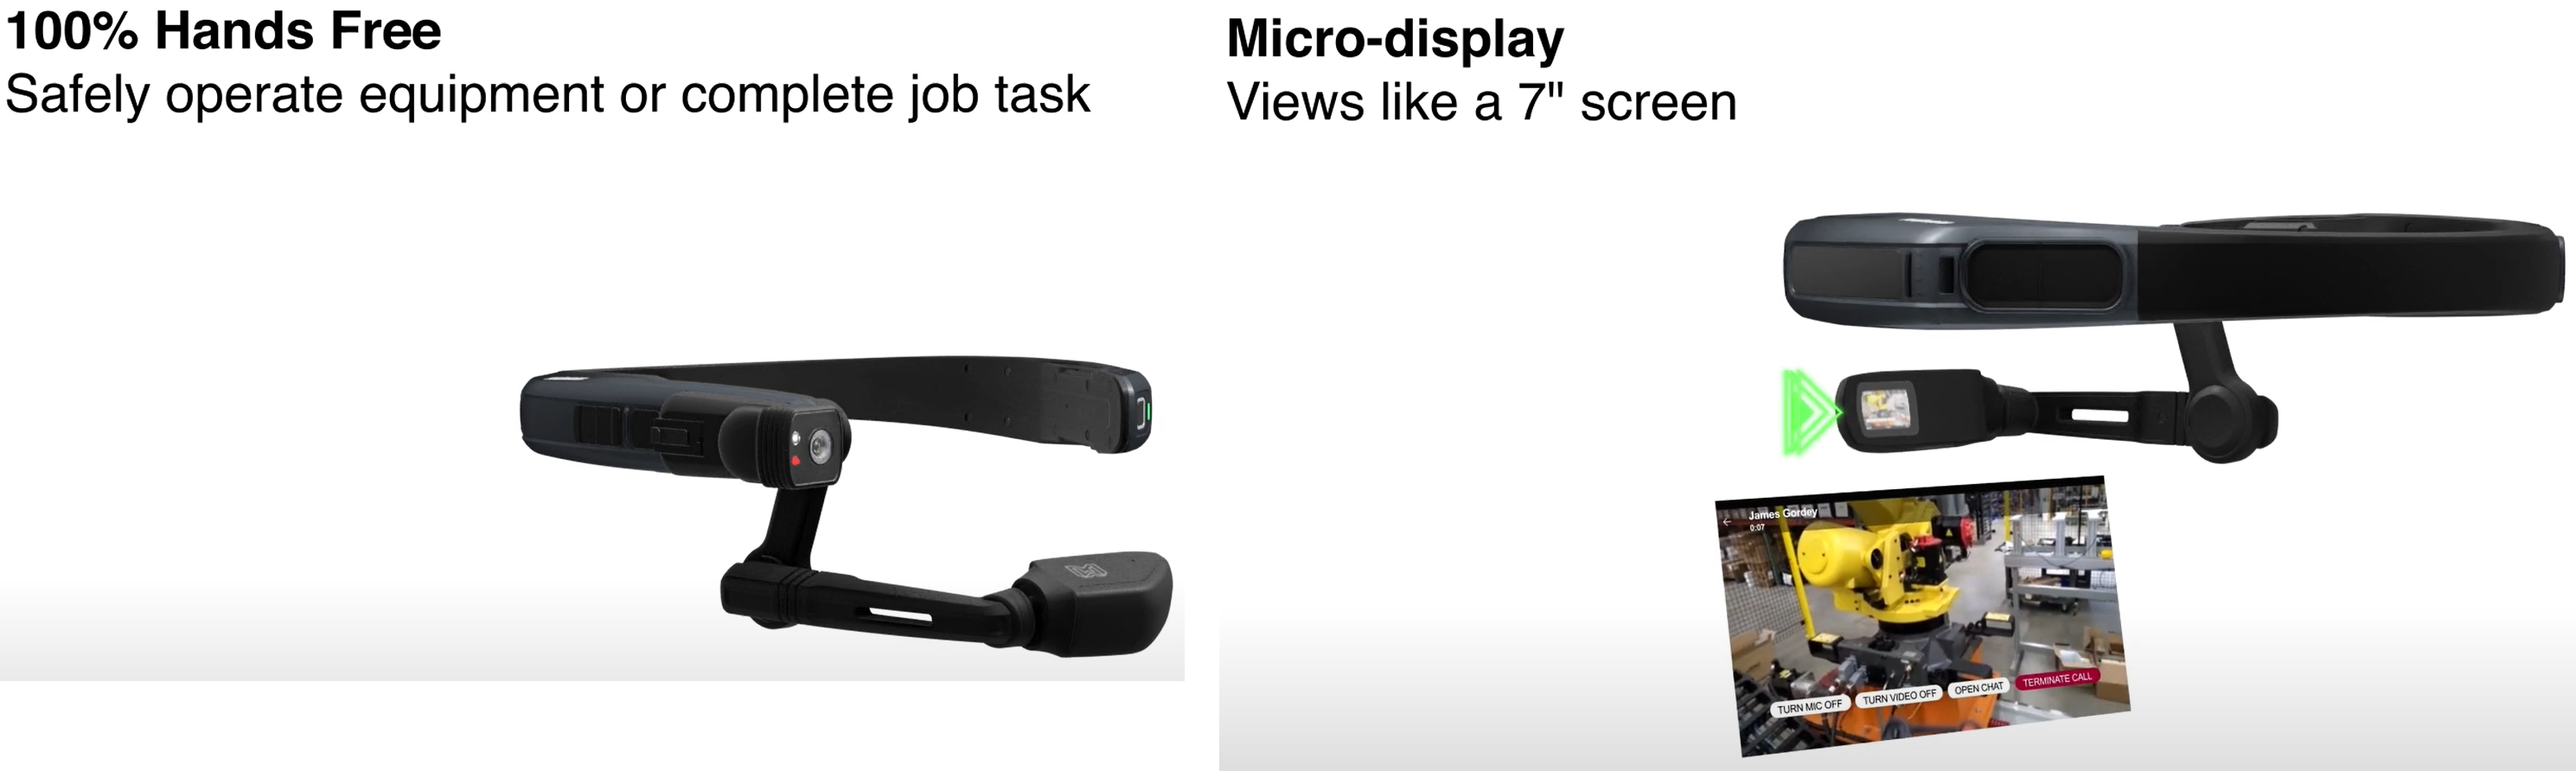 100% Hands Free
Safely operate equipment or complete job task
Micro-display
Views like a 7" screen
James Gordey
0:07
TURN MIC OFF
TURN VIDEO OFF
OPEN CHAT
TERMINATE CALL